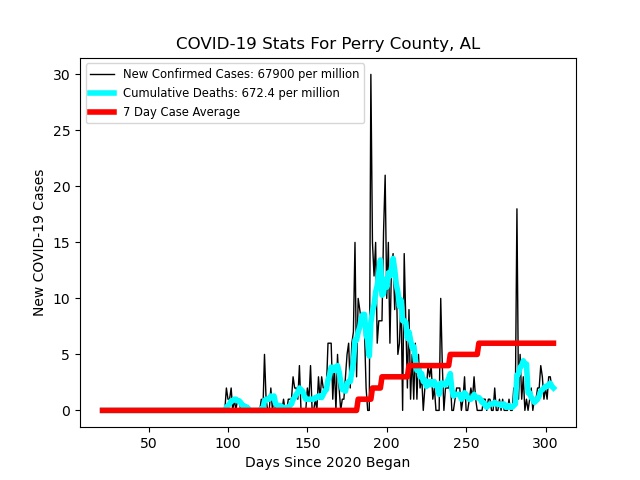 COVID-19 Stats For Perry County, AL
New Confirmed Cases: 67900 per million
Cumulative Deaths: 672.4 per million
7 Day Case Average
New COVID-19 Cases
30
25
20
15
10
5
0
50 100 150 200 250 300
Days Since 2020 Began